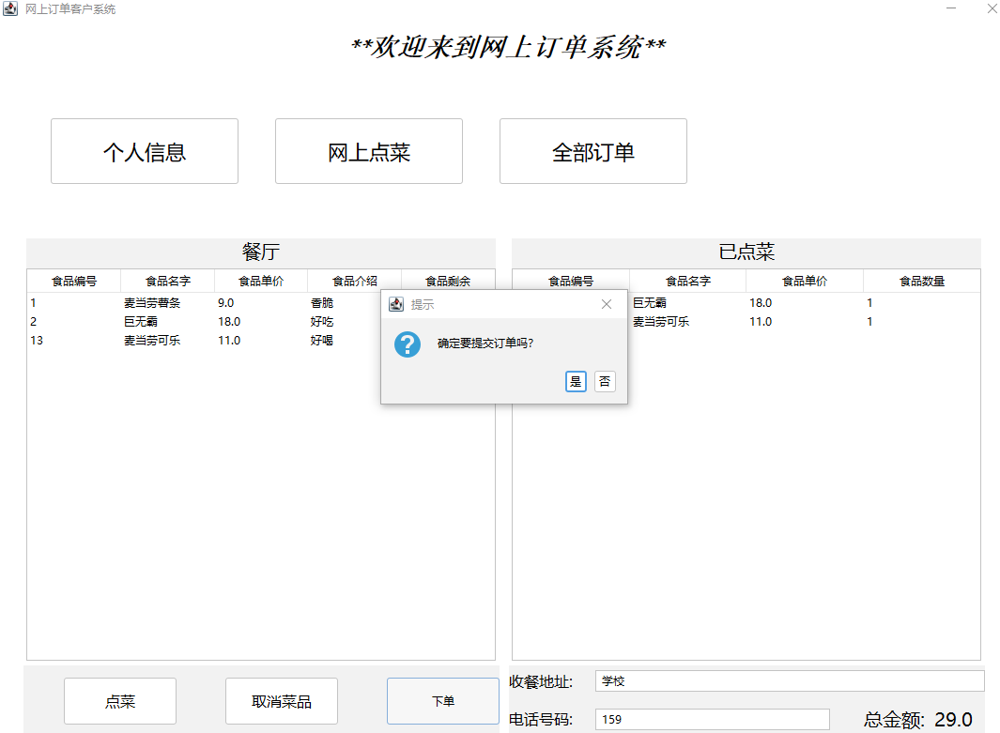 网上订单客户系统
**欢迎来到网上订单系统**
个人信息 网上点菜 全部订单
餐厅 已点菜
食品编号 食品名字 食品单价 食品介绍 食品剩余 食品编号 食品名字 食品单价 食品数量
1 麦当劳薯条 9.0 香脆 巨无霸 18.0 1
2 巨无霸 18.0 好吃 麦当劳可乐 11.0 1
13 麦当劳可乐 11.0 好喝
提示
确定要提交订单吗?
是 否
收餐地址: 学校
点菜 取消菜品 下单
电话号码: 159 总金额: 29.0